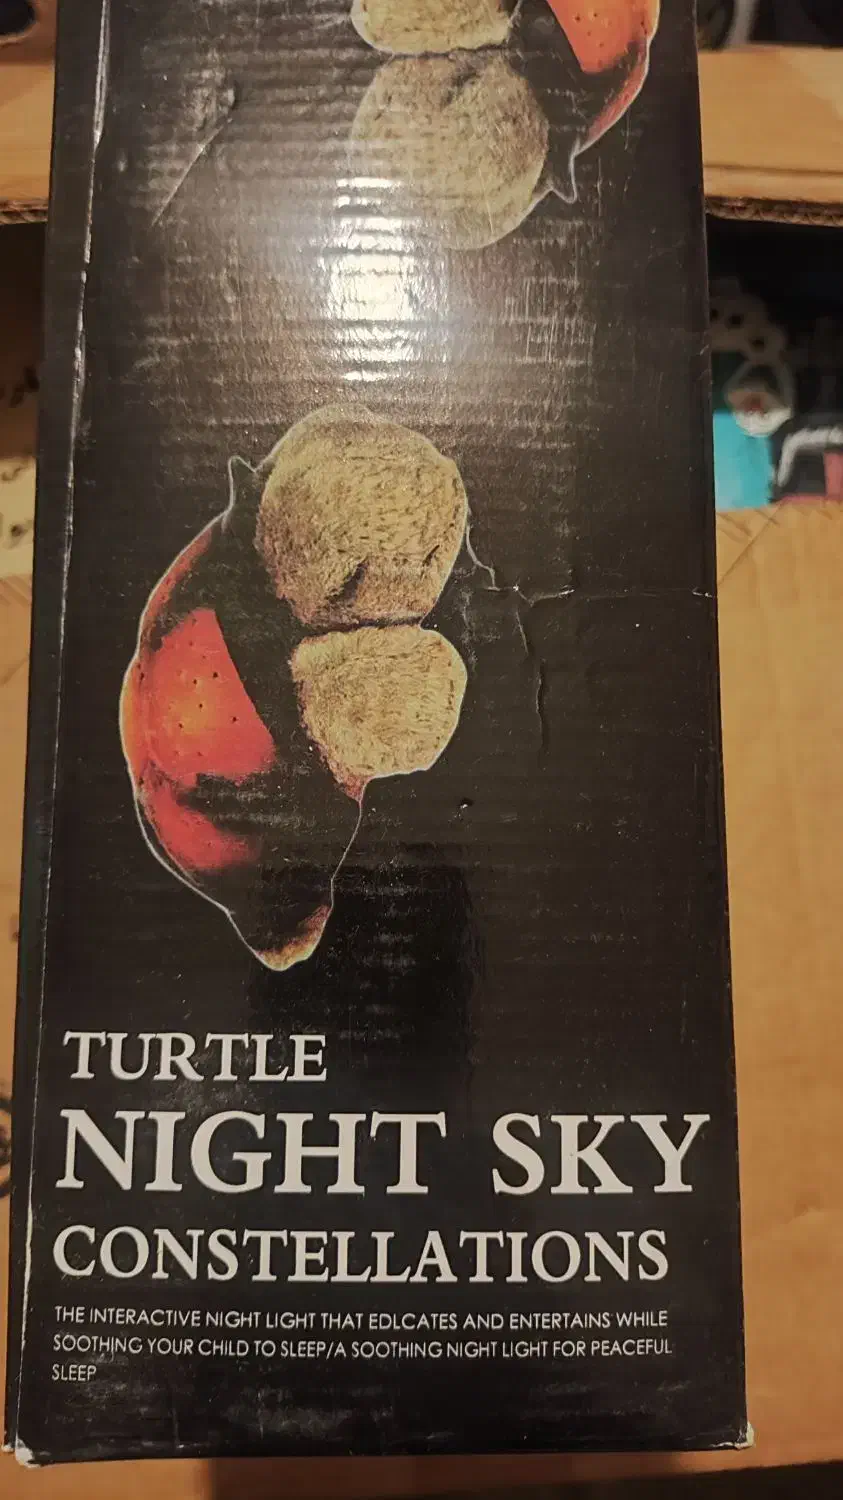 TURTLE
NIGHT SKY
CONSTELLATIONS
THE INTERACTIVE NIGHT LIGHT THAT EDLCATES AND ENTERTAINS WHILE
SOOTHING YOUR CHILD TO SLEEP/A SOOTHING NIGHT LIGHT FOR PEACEFUL
SLEEP